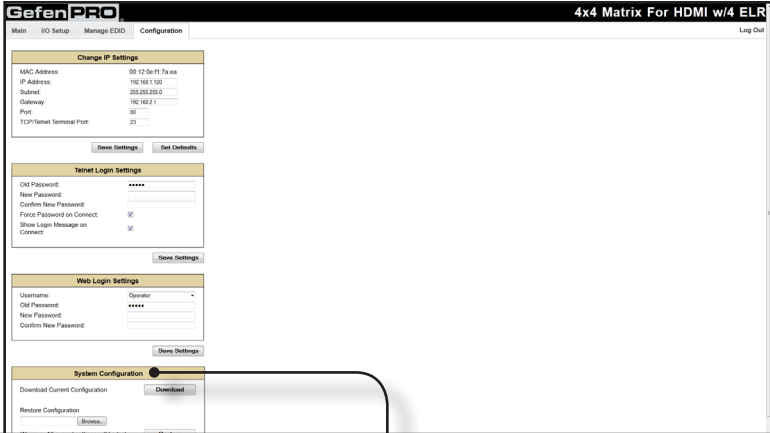 Gefen PRO 4x4 Matrix For HDMI w/4 ELR
Main I/O Setup Manage EDID Configuration Log Out
Change IP Settings
MAC Address: 00:12:0e:f1:7a:ea
IP Address: 192.168.1.120
Subnet: 255.255.255.0
Gateway: 192.168.2.1
Port: 80
TCP/Telnet Terminal Port: 23
Save Settings Set Defaults
Telnet Login Settings
Old Password: •••••
New Password:
Confirm New Password:
Force Password on Connect:
Show Login Message on
Connect:
Save Settings
Web Login Settings
Username: Operator
Old Password: •••••
New Password:
Confirm New Password:
Save Settings
System Configuration
Download Current Configuration Download
Restore Configuration
Browse..